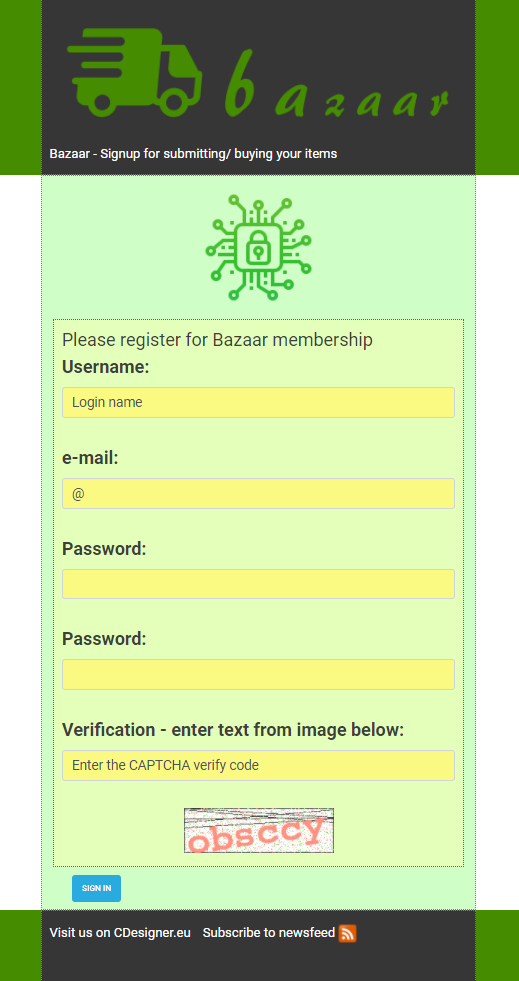 bazaar
Bazaar - Signup for submitting/ buying your items
Please register for Bazaar membership
Username:
Login name
e-mail:
@
Password:
Password:
Verification - enter text from image below:
Enter the CAPTCHA verify code
obsccy
SIGN IN
Visit us on CDesigner.eu Subscribe to newsfeed